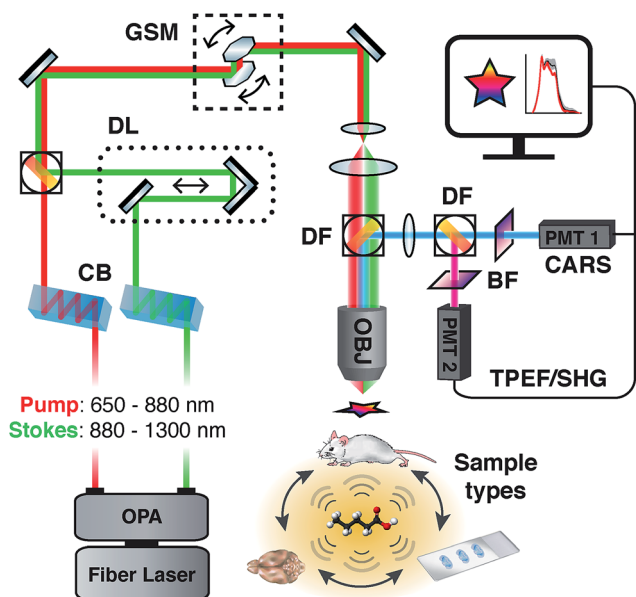 GSM
DL
DF
DF
PMT 1
CARS
BF
CB
OBJ
PMT 2
TPEF/SHG
Pump: 650 - 880 nm
Stokes: 880 - 1300 nm
Sample
types
OPA
Fiber Laser